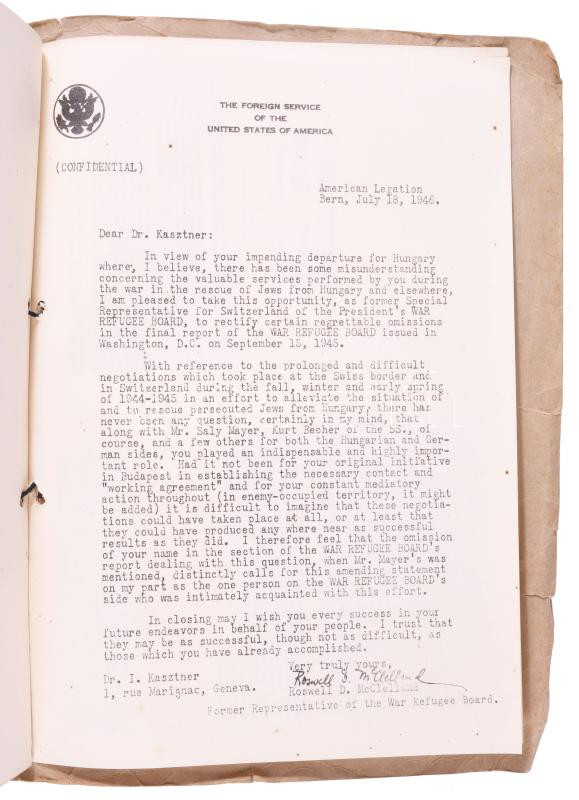 THE FOREIGN SERVICE
OF THE
UNITED STATES OF AMERICA
(CONFIDENTIAL)
American Legation
Bern, July 18, 1946.
Dear Dr. Kasztner:
In view of your impending departure for Hungary
where, I believe, there has been some misunderstanding
concerning the valuable services performed by you during
the war in the rescue of Jews from Hungary and elsewhere,
I am pleased to take this opportunity, as former Special
Representative for Switzerland of the President's WAR
REFUGEE BOARD, to rectify certain regrettable omissions
in the final report of the WAR REFUGEE BOARD issued in
Washington, D.C. on September 15, 1945.
With reference to the prolonged and difficult
negotiations which took place at the Swiss border and
in Switzerland during the fall, winter and early spring
of 1944-1945 in an effort to alleviate the situation of
and to rescue persecuted Jews from Hungary, there has
never been any question, certainly in my mind, that
along with Mr. Saly Mayer, Kurt Becher of the SS., of
course, and a few others for both the Hungarian and Ger-
man sides, you played an indispensable and highly impor-
tant role. Had it not been for your original initiative
in Budapest in establishing the necessary contact and
"working agreement" and for your constant mediatory
action throughout (in enemy-occupied territory, it might
be added) it is difficult to imagine that these negotia-
tions could have taken place at all, or at least that
they could have produced any where near as successful
results as they did. I therefore feel that the omission
of your name in the section of the WAR REFUGEE BOARD's
report dealing with this question, when Mr. Mayer's was
mentioned, distinctly calls for this amending statement
on my part as the one person on the WAR REFUGEE BOARD's
side who was intimately acquainted with this effort.
In closing may I wish you every success in your
future endeavors in behalf of your people. I trust that
they may be as successful, though not as difficult, as
those which you have already accomplished.
Very truly yours,
Roswell D. McClelland
Dr. I. Kasztner
1, rue Marignac, Geneva.
Roswell D. McClelland
Former Representative of the War Refugee Board.